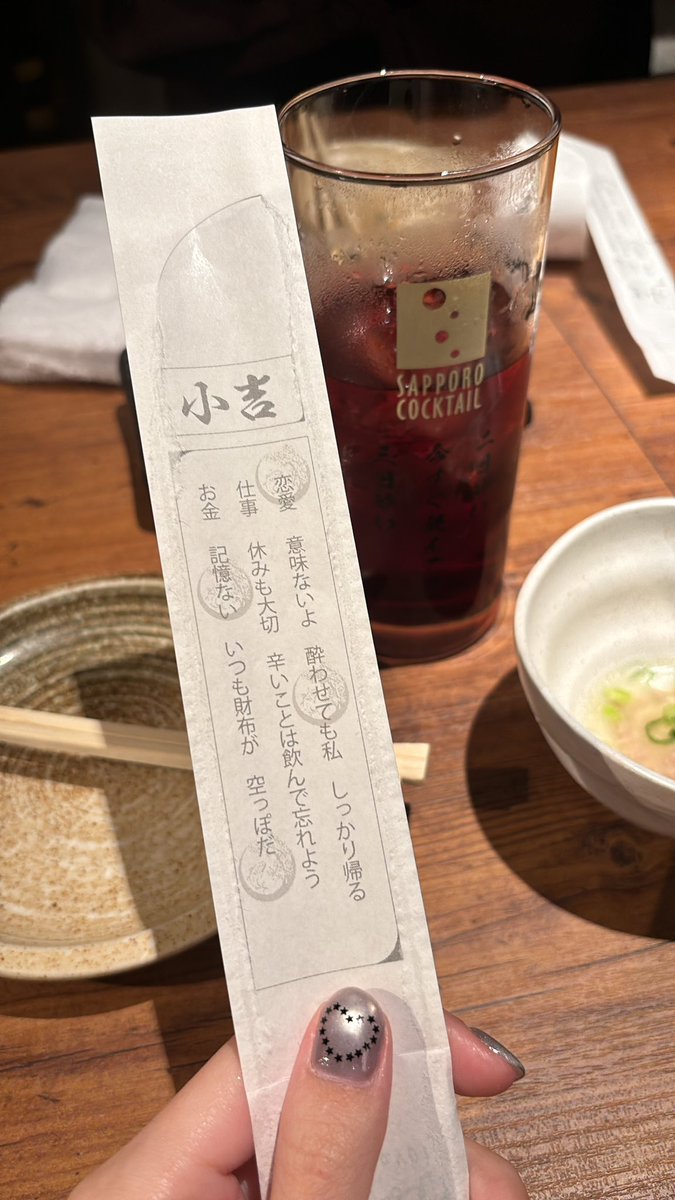 小吉
恋愛 意味ないよ 酔わせても私 しっかり帰る
仕事 休みも大切 辛いことは飲んで忘れよう
お金 記憶ない いつも財布が 空っぽだ
SAPPORO
COCKTAIL